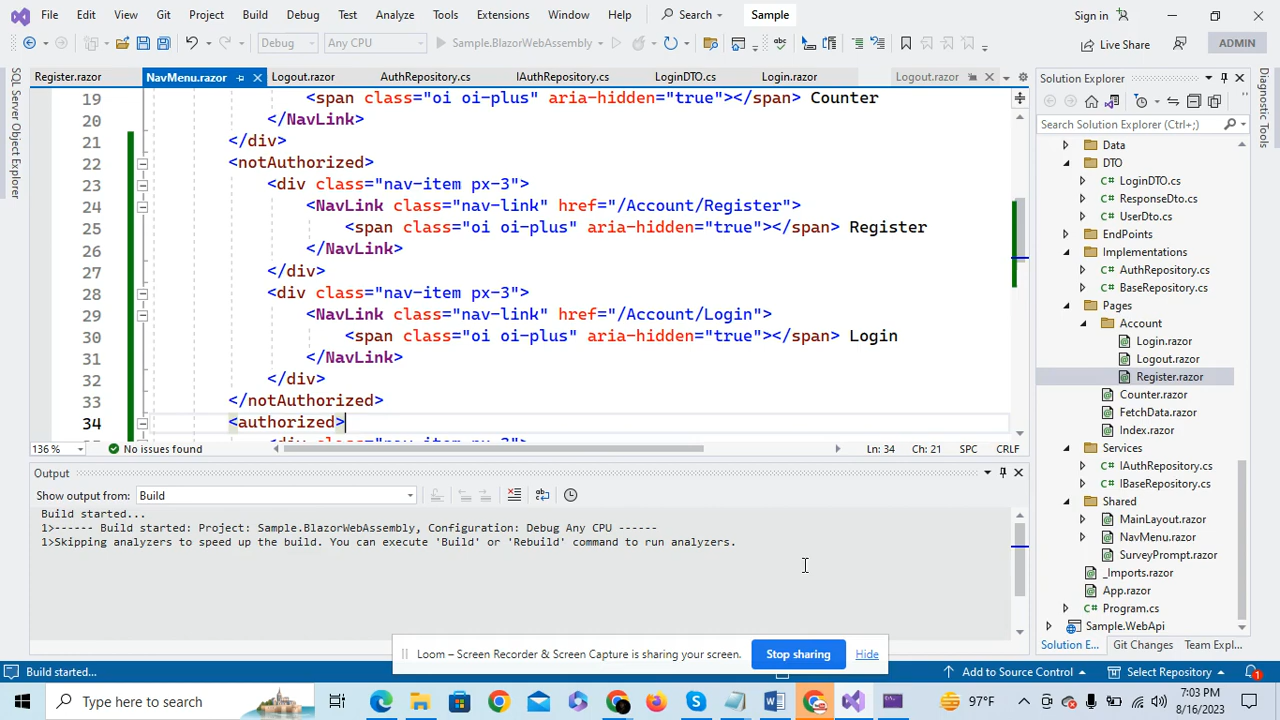 File Edit View Git Project Build Debug Test Analyze Tools Extensions Window Help Search Sample Sign in
Debug Any CPU Sample.BlazorWebAssembly Live Share ADMIN
Register.razor NavMenu.razor Logout.razor AuthRepository.cs IAuthRepository.cs LoginDTO.cs Login.razor Logout.razor
SQL Server Object Explorer
19 <span class="oi oi-plus" aria-hidden="true"></span> Counter
20 </NavLink>
21 </div>
22 <notAuthorized>
23 <div class="nav-item px-3">
24 <NavLink class="nav-link" href="/Account/Register">
25 <span class="oi oi-plus" aria-hidden="true"></span> Register
26 </NavLink>
27 </div>
28 <div class="nav-item px-3">
29 <NavLink class="nav-link" href="/Account/Login">
30 <span class="oi oi-plus" aria-hidden="true"></span> Login
31 </NavLink>
32 </div>
33 </notAuthorized>
34 <authorized>
136 % No issues found Ln: 34 Ch: 21 SPC CRLF
Output
Show output from: Build
Build started...
1>------ Build started: Project: Sample.BlazorWebAssembly, Configuration: Debug Any CPU ------
1>Skipping analyzers to speed up the build. You can execute 'Build' or 'Rebuild' command to run analyzers.
Solution Explorer
Search Solution Explorer (Ctrl+;)
Data
DTO
LoginDTO.cs
ResponseDto.cs
UserDto.cs
EndPoints
Implementations
AuthRepository.cs
BaseRepository.cs
Pages
Account
Login.razor
Logout.razor
Register.razor
Counter.razor
FetchData.razor
Index.razor
Services
IAuthRepository.cs
IBaseRepository.cs
Shared
MainLayout.razor
NavMenu.razor
SurveyPrompt.razor
_Imports.razor
App.razor
Program.cs
Sample.WebApi
Solution E... Git Changes Team Explor...
Diagnostic Tools
Loom – Screen Recorder & Screen Capture is sharing your screen. Stop sharing Hide
Build started... Add to Source Control Select Repository 1
Type here to search 97°F 7:03 PM
8/16/2023